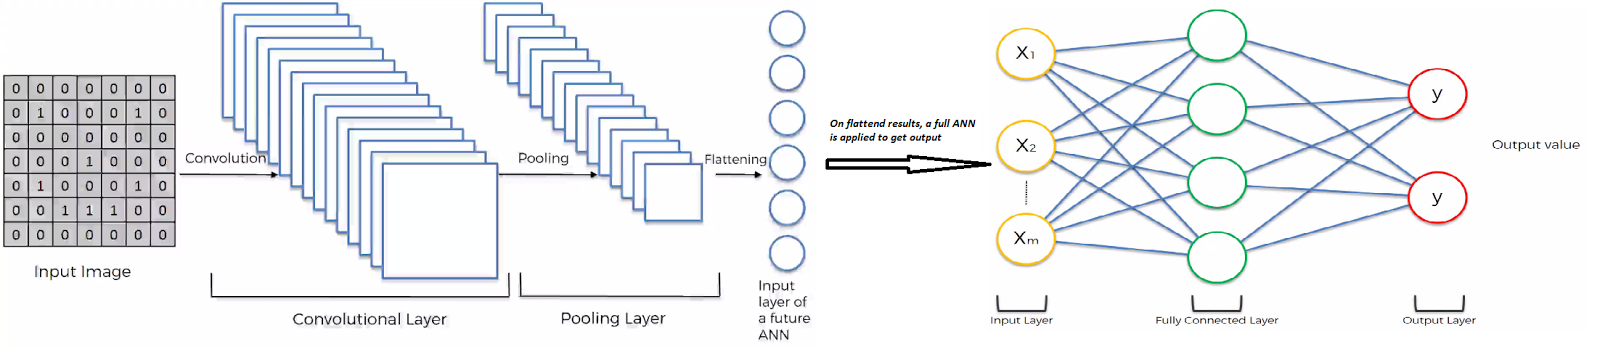 0 0 0 0 0 0 0
0 1 0 0 0 1 0
0 0 0 0 0 0 0
0 0 0 1 0 0 0
0 1 0 0 0 1 0
0 0 1 1 1 0 0
0 0 0 0 0 0 0
Input Image
Convolution
Convolutional Layer
Pooling
Pooling Layer
Flattening
Input
layer of
a future
ANN
On flattend results, a full ANN
is applied to get output
X1
X2
Xm
Input Layer
Fully Connected Layer
y
y
Output Layer
Output value